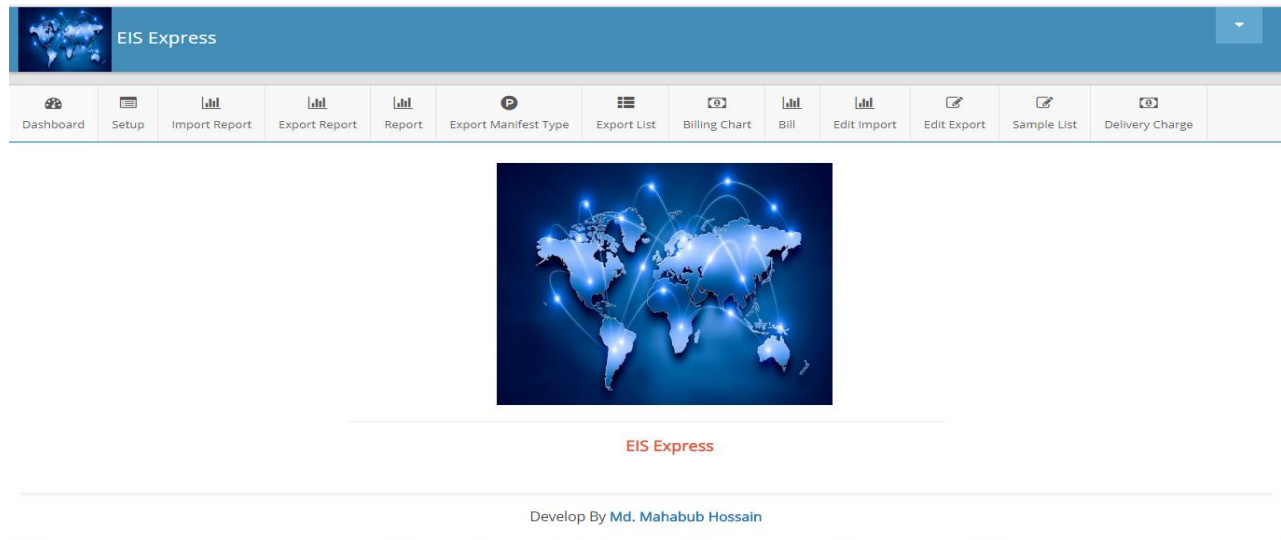 EIS Express
Dashboard Setup Import Report Export Report Report Export Manifest Type Export List Billing Chart Bill Edit Import Edit Export Sample List Delivery Charge
EIS Express
Develop By Md. Mahabub Hossain